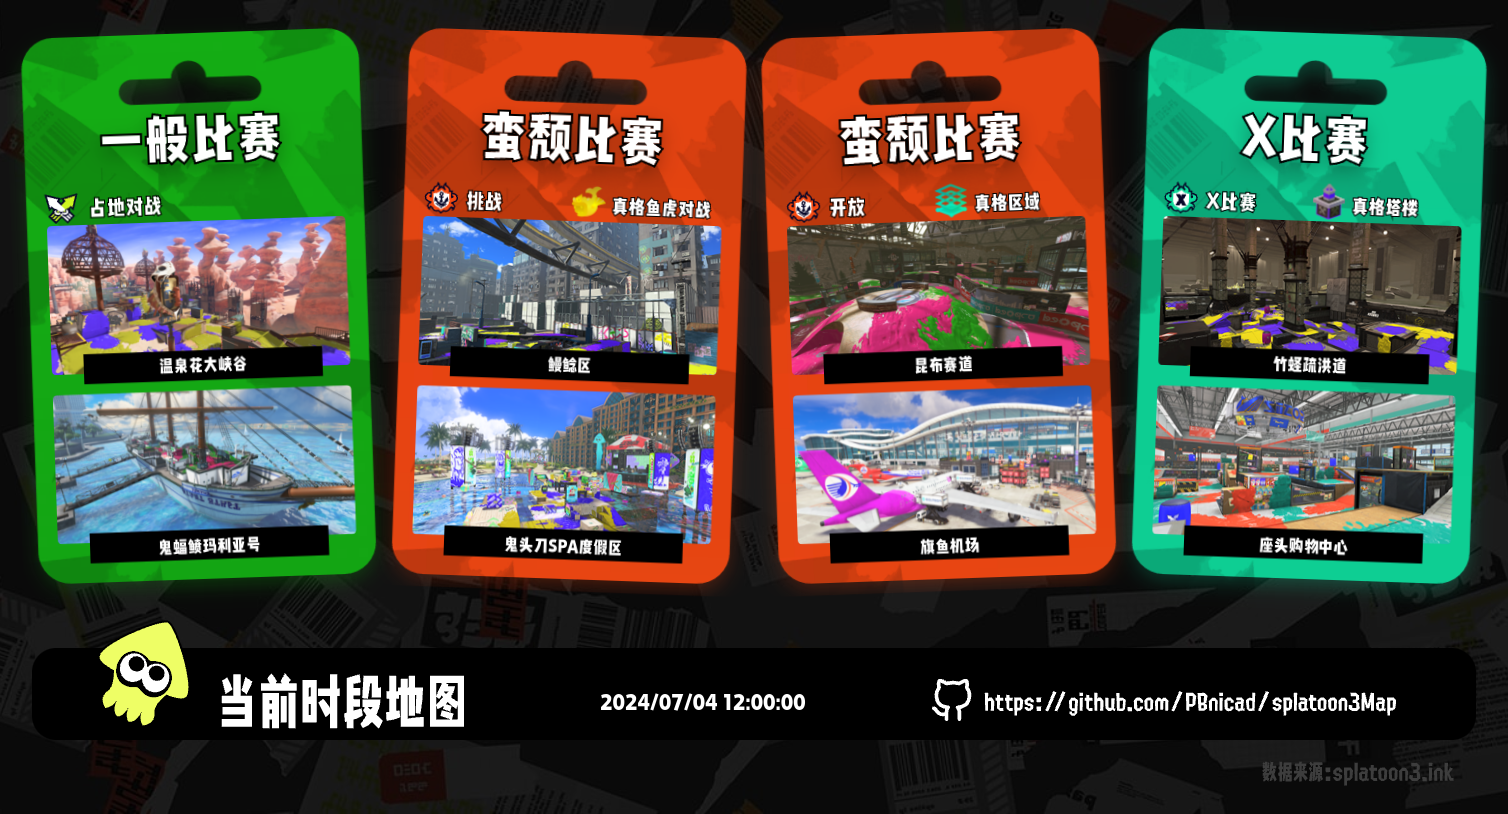 一般比赛
占地对战
温泉花大峡谷
鬼蝠鲼玛利亚号
蛮颓比赛
挑战
真格鱼虎对战
鳗鲶区
鬼头刀SPA度假区
蛮颓比赛
开放
真格区域
昆布赛道
旗鱼机场
X比赛
X比赛
真格塔楼
竹蛏疏洪道
座头购物中心
当前时段地图
2024/07/04 12:00:00
https://github.com/PBnicad/splatoon3Map
数据来源:splatoon3.ink